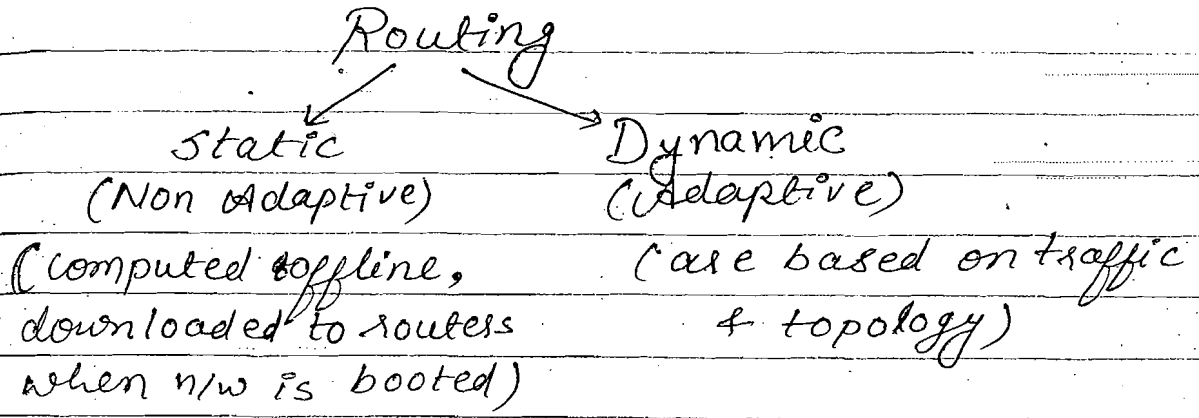 Routing
Static Dynamic
(Non Adaptive) (Adaptive)
(computed offline, (are based on traffic
downloaded to routers & topology)
when n/w is booted)